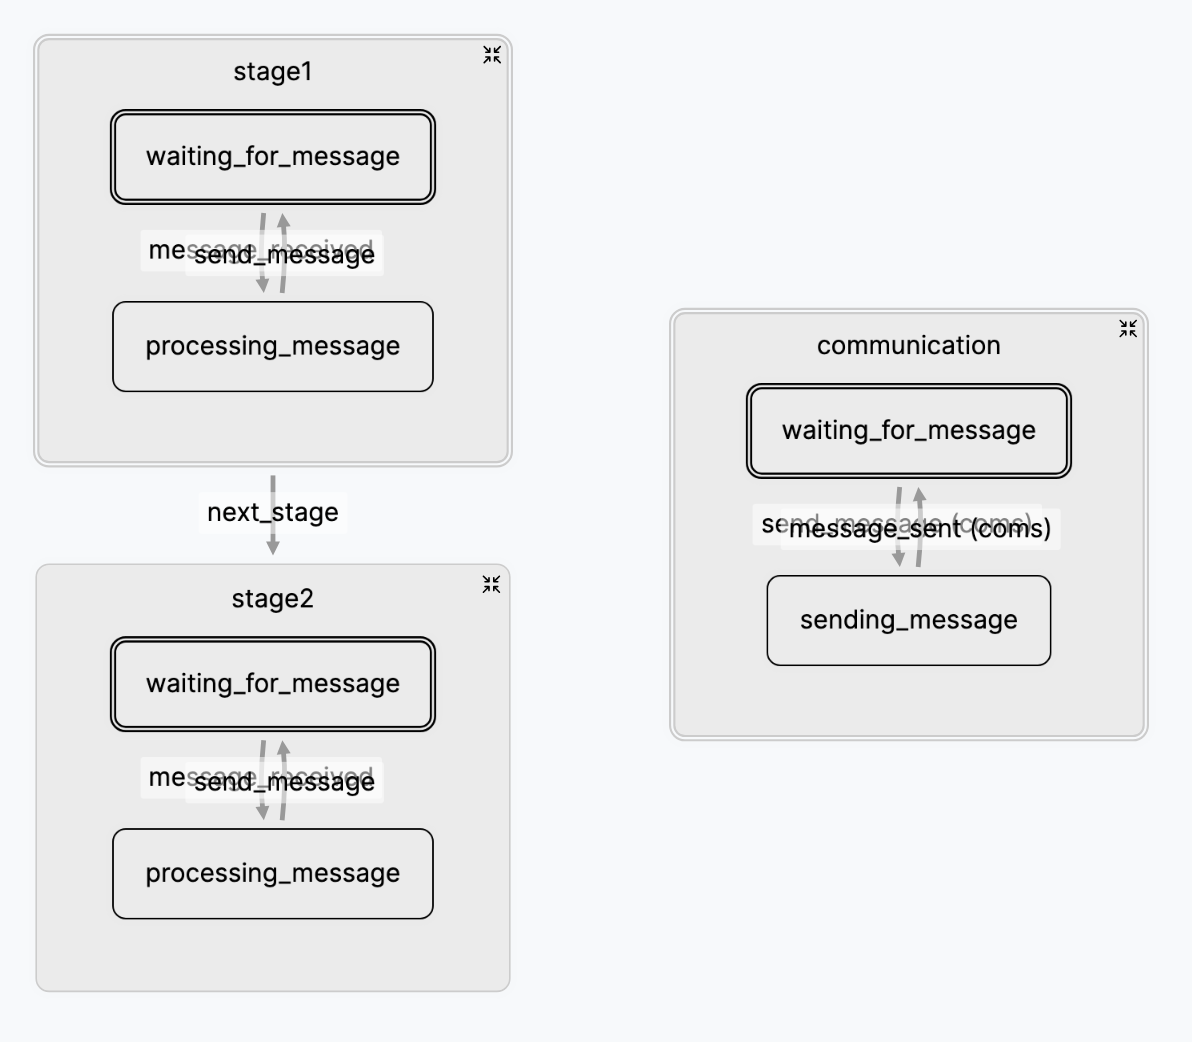 stage1
waiting_for_message
message_received
send_message
processing_message
next_stage
stage2
waiting_for_message
message_received
send_message
processing_message
communication
waiting_for_message
send_message (coms)
message_sent (coms)
sending_message